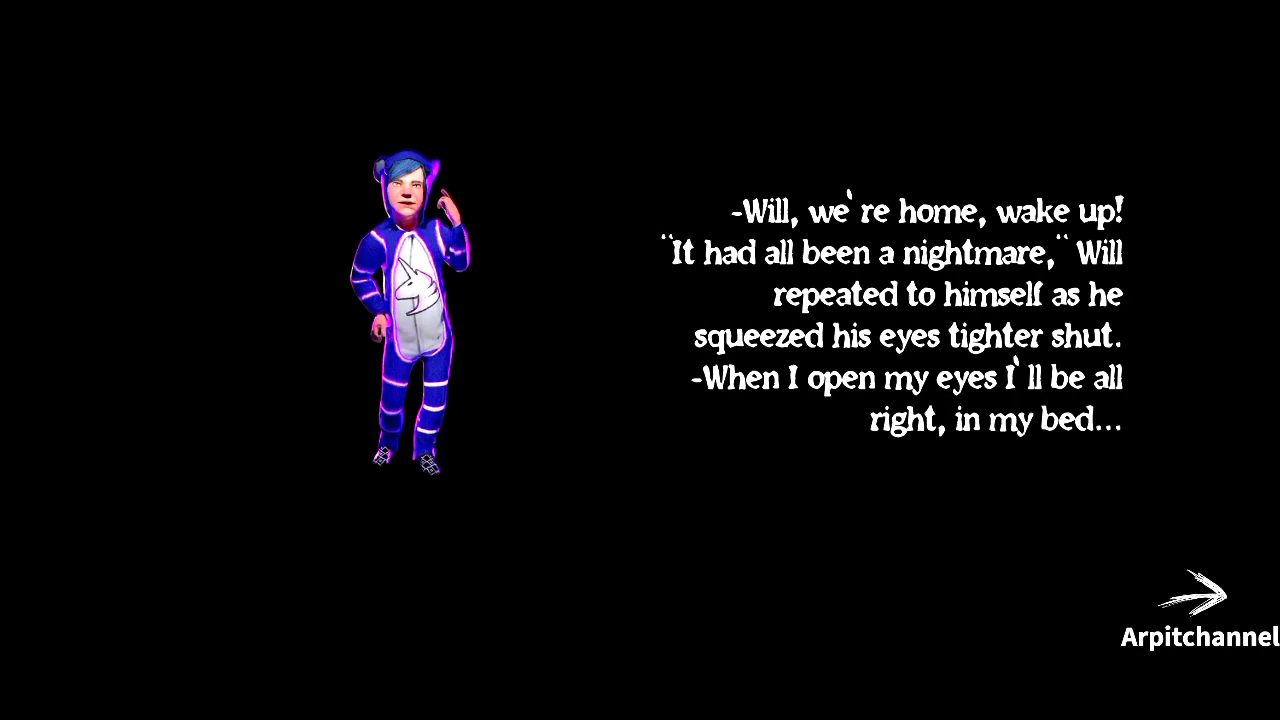 -Will, we`re home, wake up!
¨It had all been a nightmare,¨ Will
repeated to himself as he
squeezed his eyes tighter shut.
-When I open my eyes I`ll be all
right, in my bed...
Arpitchannel